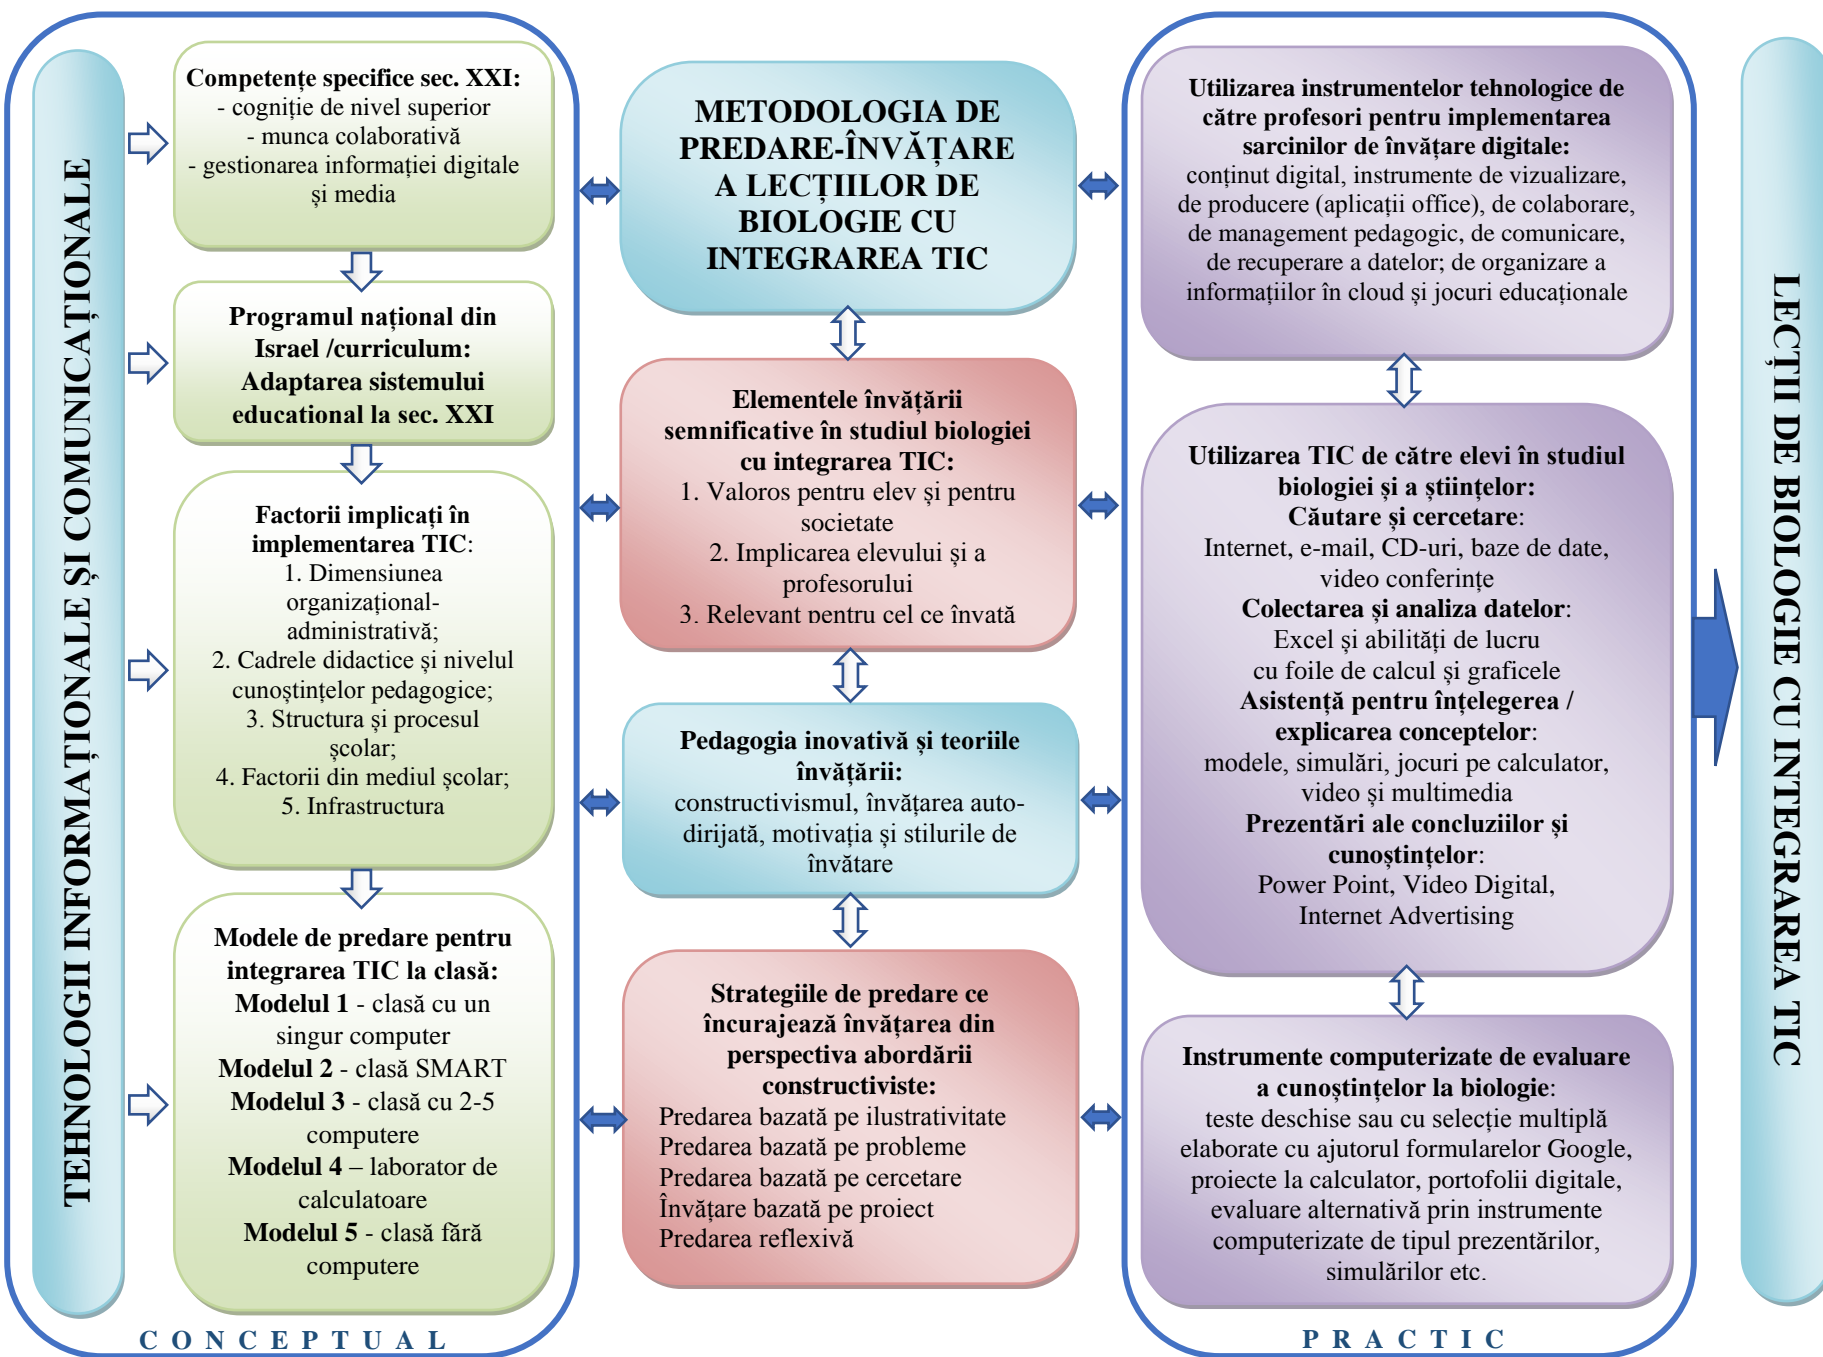 TEHNOLOGII INFORMAȚIONALE ȘI COMUNICAȚIONALE
Competențe specifice sec. XXI:
- cogniție de nivel superior
- munca colaborativă
- gestionarea informației digitale
și media
Programul național din
Israel /curriculum:
Adaptarea sistemului
educational la sec. XXI
Factorii implicați în
implementarea TIC:
1. Dimensiunea
organizațional-
administrativă;
2. Cadrele didactice și nivelul
cunoștințelor pedagogice;
3. Structura și procesul
școlar;
4. Factorii din mediul școlar;
5. Infrastructura
Modele de predare pentru
integrarea TIC la clasă:
Modelul 1 - clasă cu un
singur computer
Modelul 2 - clasă SMART
Modelul 3 - clasă cu 2-5
computere
Modelul 4 – laborator de
calculatoare
Modelul 5 - clasă fără
computere
CONCEPTUAL
METODOLOGIA DE
PREDARE-ÎNVĂȚARE
A LECȚIILOR DE
BIOLOGIE CU
INTEGRAREA TIC
Elementele învățării
semnificative în studiul biologiei
cu integrarea TIC:
1. Valoros pentru elev și pentru
societate
2. Implicarea elevului și a
profesorului
3. Relevant pentru cel ce învată
Pedagogia inovativă și teoriile
învățării:
constructivismul, învățarea auto-
dirijată, motivația și stilurile de
învătare
Strategiile de predare ce
încurajează învățarea din
perspectiva abordării
constructiviste:
Predarea bazată pe ilustrativitate
Predarea bazată pe probleme
Predarea bazată pe cercetare
Învățare bazată pe proiect
Predarea reflexivă
Utilizarea instrumentelor tehnologice de
către profesori pentru implementarea
sarcinilor de învățare digitale:
conținut digital, instrumente de vizualizare,
de producere (aplicații office), de colaborare,
de management pedagogic, de comunicare,
de recuperare a datelor; de organizare a
informațiilor în cloud și jocuri educaționale
Utilizarea TIC de către elevi în studiul
biologiei și a științelor:
Căutare și cercetare:
Internet, e-mail, CD-uri, baze de date,
video conferințe
Colectarea și analiza datelor:
Excel și abilități de lucru
cu foile de calcul și graficele
Asistență pentru înțelegerea /
explicarea conceptelor:
modele, simulări, jocuri pe calculator,
video și multimedia
Prezentări ale concluziilor și
cunoștințelor:
Power Point, Video Digital,
Internet Advertising
Instrumente computerizate de evaluare
a cunoștințelor la biologie:
teste deschise sau cu selecție multiplă
elaborate cu ajutorul formularelor Google,
proiecte la calculator, portofolii digitale,
evaluare alternativă prin instrumente
computerizate de tipul prezentărilor,
simulărilor etc.
PRACTIC
LECȚII DE BIOLOGIE CU INTEGRAREA TIC